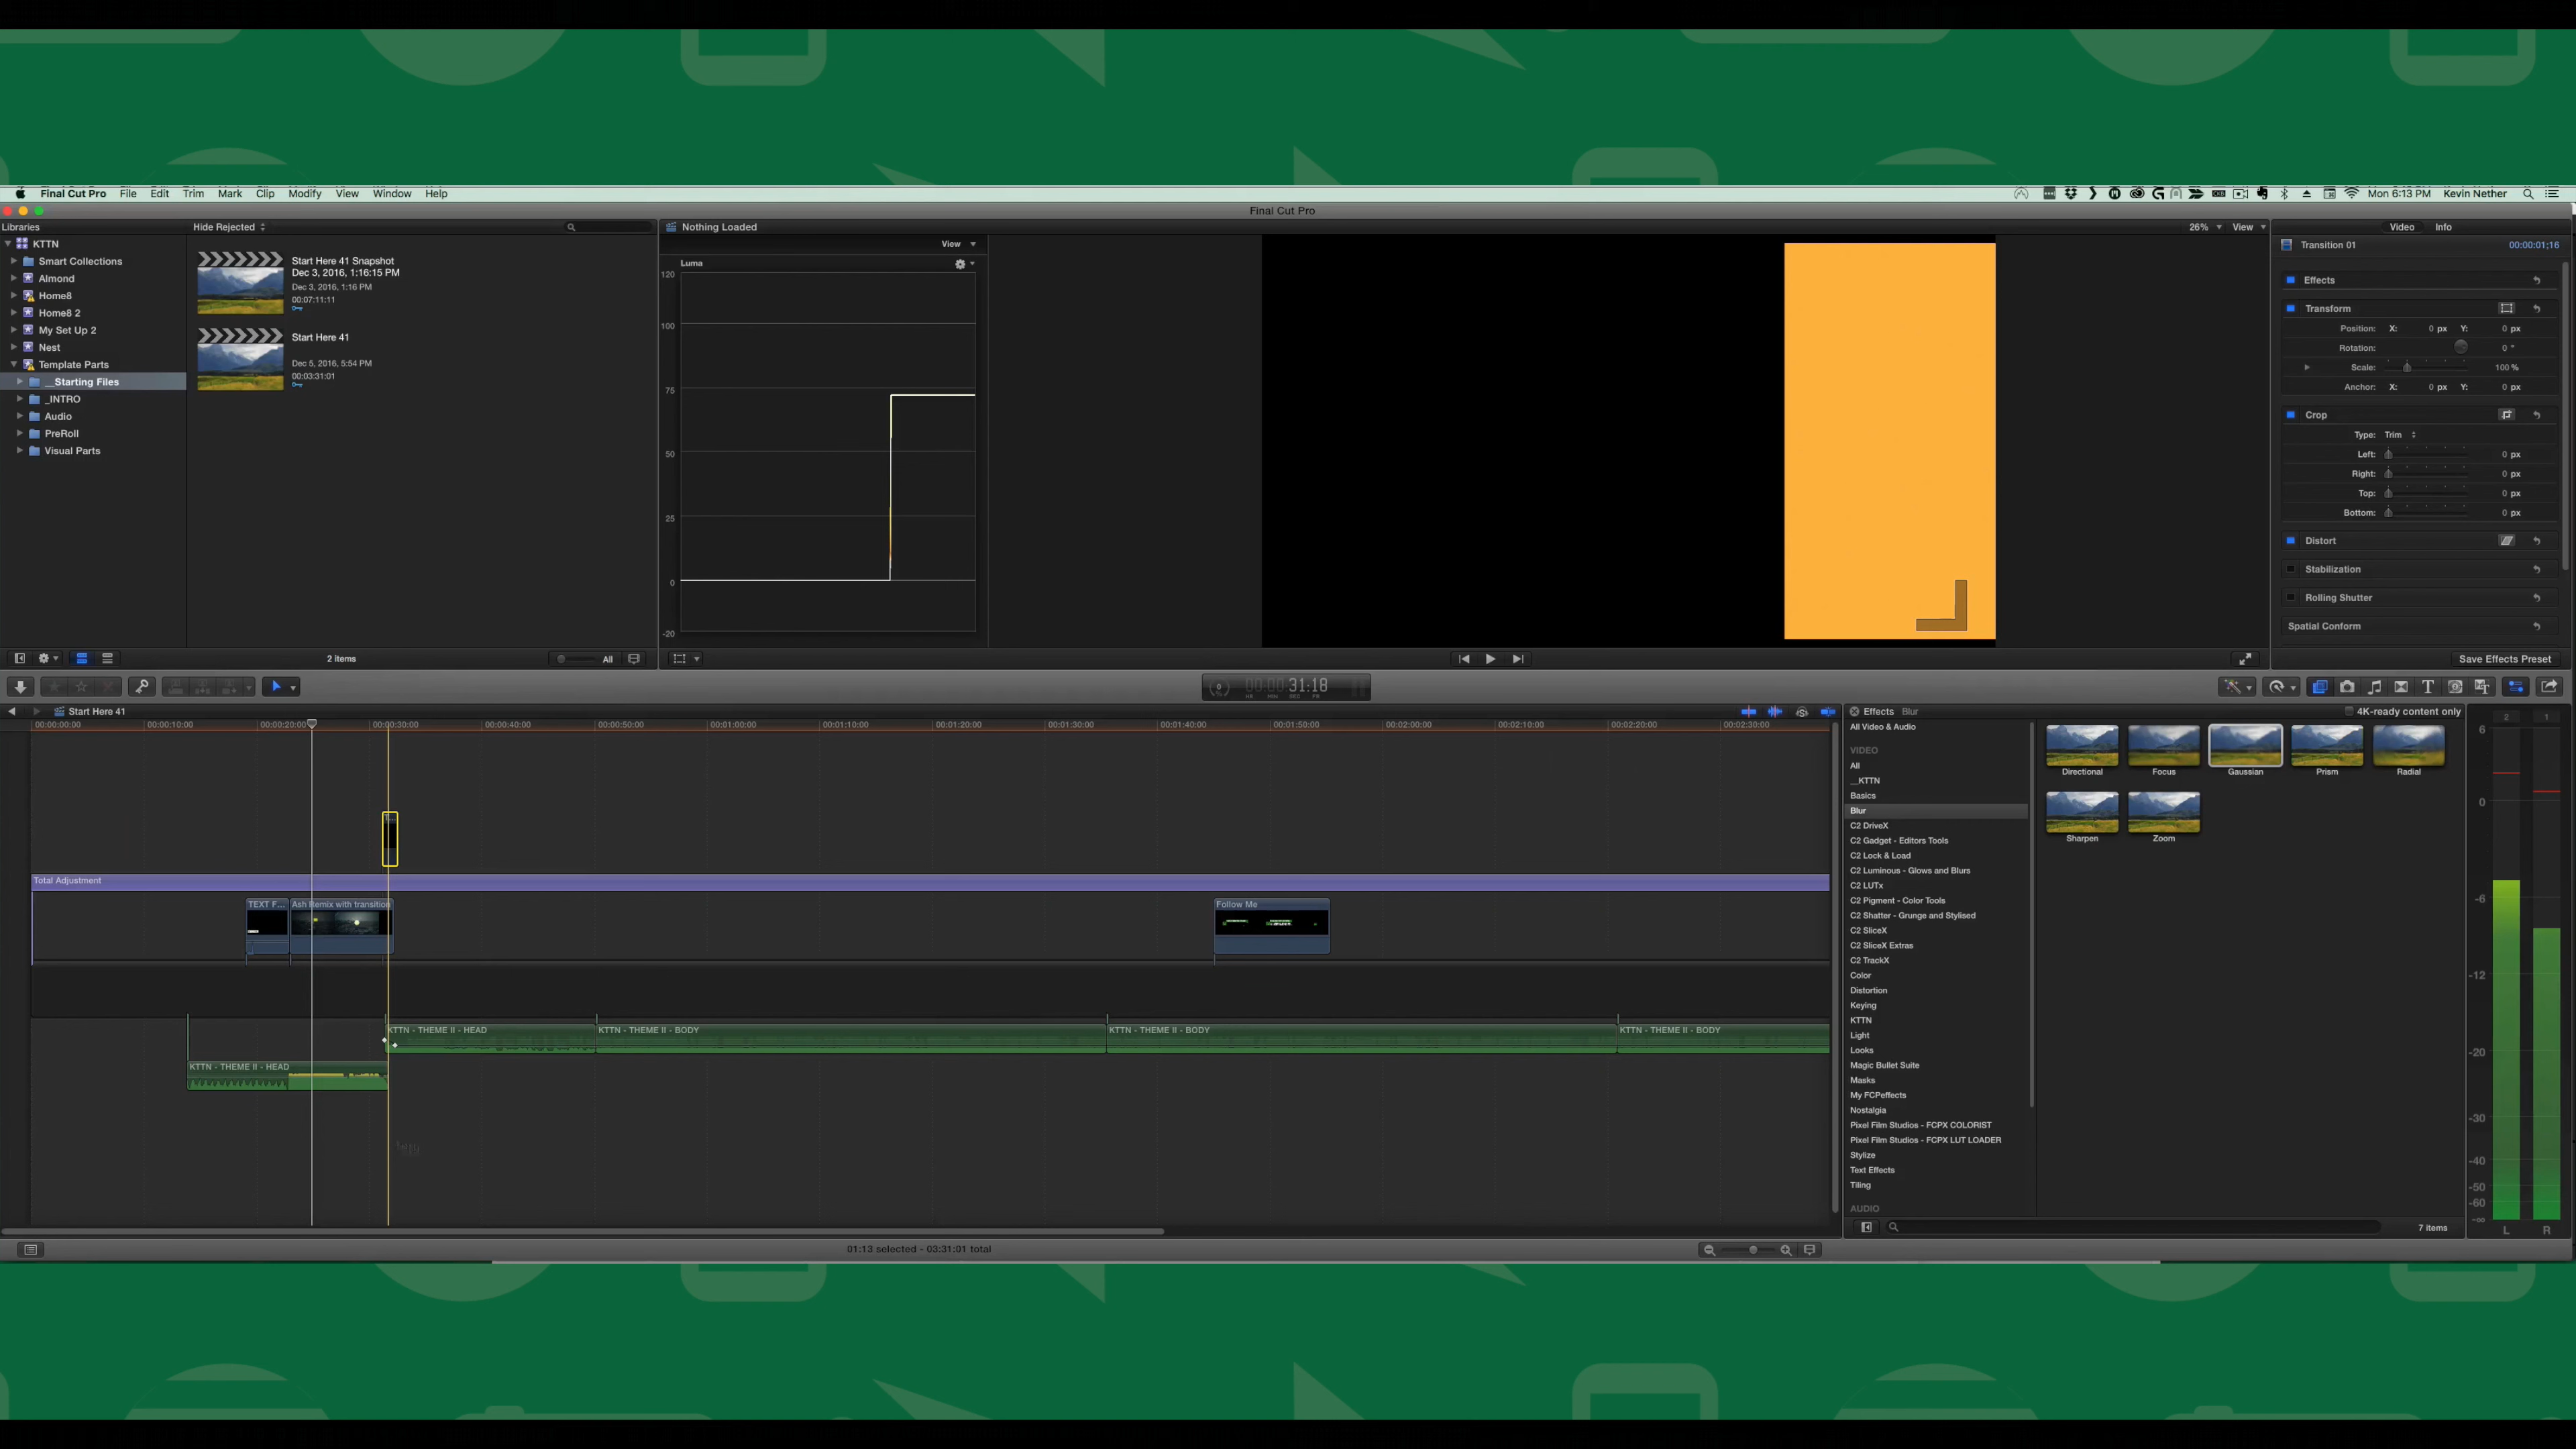 Final Cut Pro File Edit Trim Mark Clip Modify View Window Help
Mon 6:13 PM Kevin Nether
Final Cut Pro
Libraries
KTTN
Smart Collections
Almond
Home8
Home8 2
My Set Up 2
Nest
Template Parts
__Starting Files
_INTRO
Audio
PreRoll
Visual Parts
Hide Rejected
Start Here 41 Snapshot
Dec 3, 2016, 1:16:15 PM
Dec 3, 2016, 1:16 PM
00:07:11:11
Start Here 41
Dec 5, 2016, 5:54 PM
00:03:31:01
2 items
All
Nothing Loaded
View
Luma
120
100
75
50
25
0
-20
26% View
Video Info
Transition 01 00:00:01;16
Effects
Transform
Position: X: 0 px Y: 0 px
Rotation: 0 °
Scale: 100 %
Anchor: X: 0 px Y: 0 px
Crop
Type: Trim
Left: 0 px
Right: 0 px
Top: 0 px
Bottom: 0 px
Distort
Stabilization
Rolling Shutter
Spatial Conform
Save Effects Preset
00:00:31:18
Start Here 41
00:00:00:00 00:00:10:00 00:00:20:00 00:00:30:00 00:00:40:00 00:00:50:00 00:01:00:00 00:01:10:00 00:01:20:00 00:01:30:00 00:01:40:00 00:01:50:00 00:02:00:00 00:02:10:00 00:02:20:00 00:02:30:00
Total Adjustment
TEXT F... Ash Remix with transition
Follow Me
KTTN - THEME II - HEAD KTTN - THEME II - BODY KTTN - THEME II - BODY KTTN - THEME II - BODY
KTTN - THEME II - HEAD
01:13 selected - 03:31:01 total
Effects Blur
4K-ready content only
All Video & Audio
VIDEO
All
__KTTN
Basics
Blur
C2 DriveX
C2 Gadget - Editors Tools
C2 Lock & Load
C2 Luminous - Glows and Blurs
C2 LUTx
C2 Pigment - Color Tools
C2 Shatter - Grunge and Stylised
C2 SliceX
C2 SliceX Extras
C2 TrackX
Color
Distortion
Keying
KTTN
Light
Looks
Magic Bullet Suite
Masks
My FCPeffects
Nostalgia
Pixel Film Studios - FCPX COLORIST
Pixel Film Studios - FCPX LUT LOADER
Stylize
Text Effects
Tiling
AUDIO
Directional Focus Gaussian Prism Radial
Sharpen Zoom
7 items
2 1
6
0
-6
-12
-20
-30
-40
-50
-60
-∞
L R